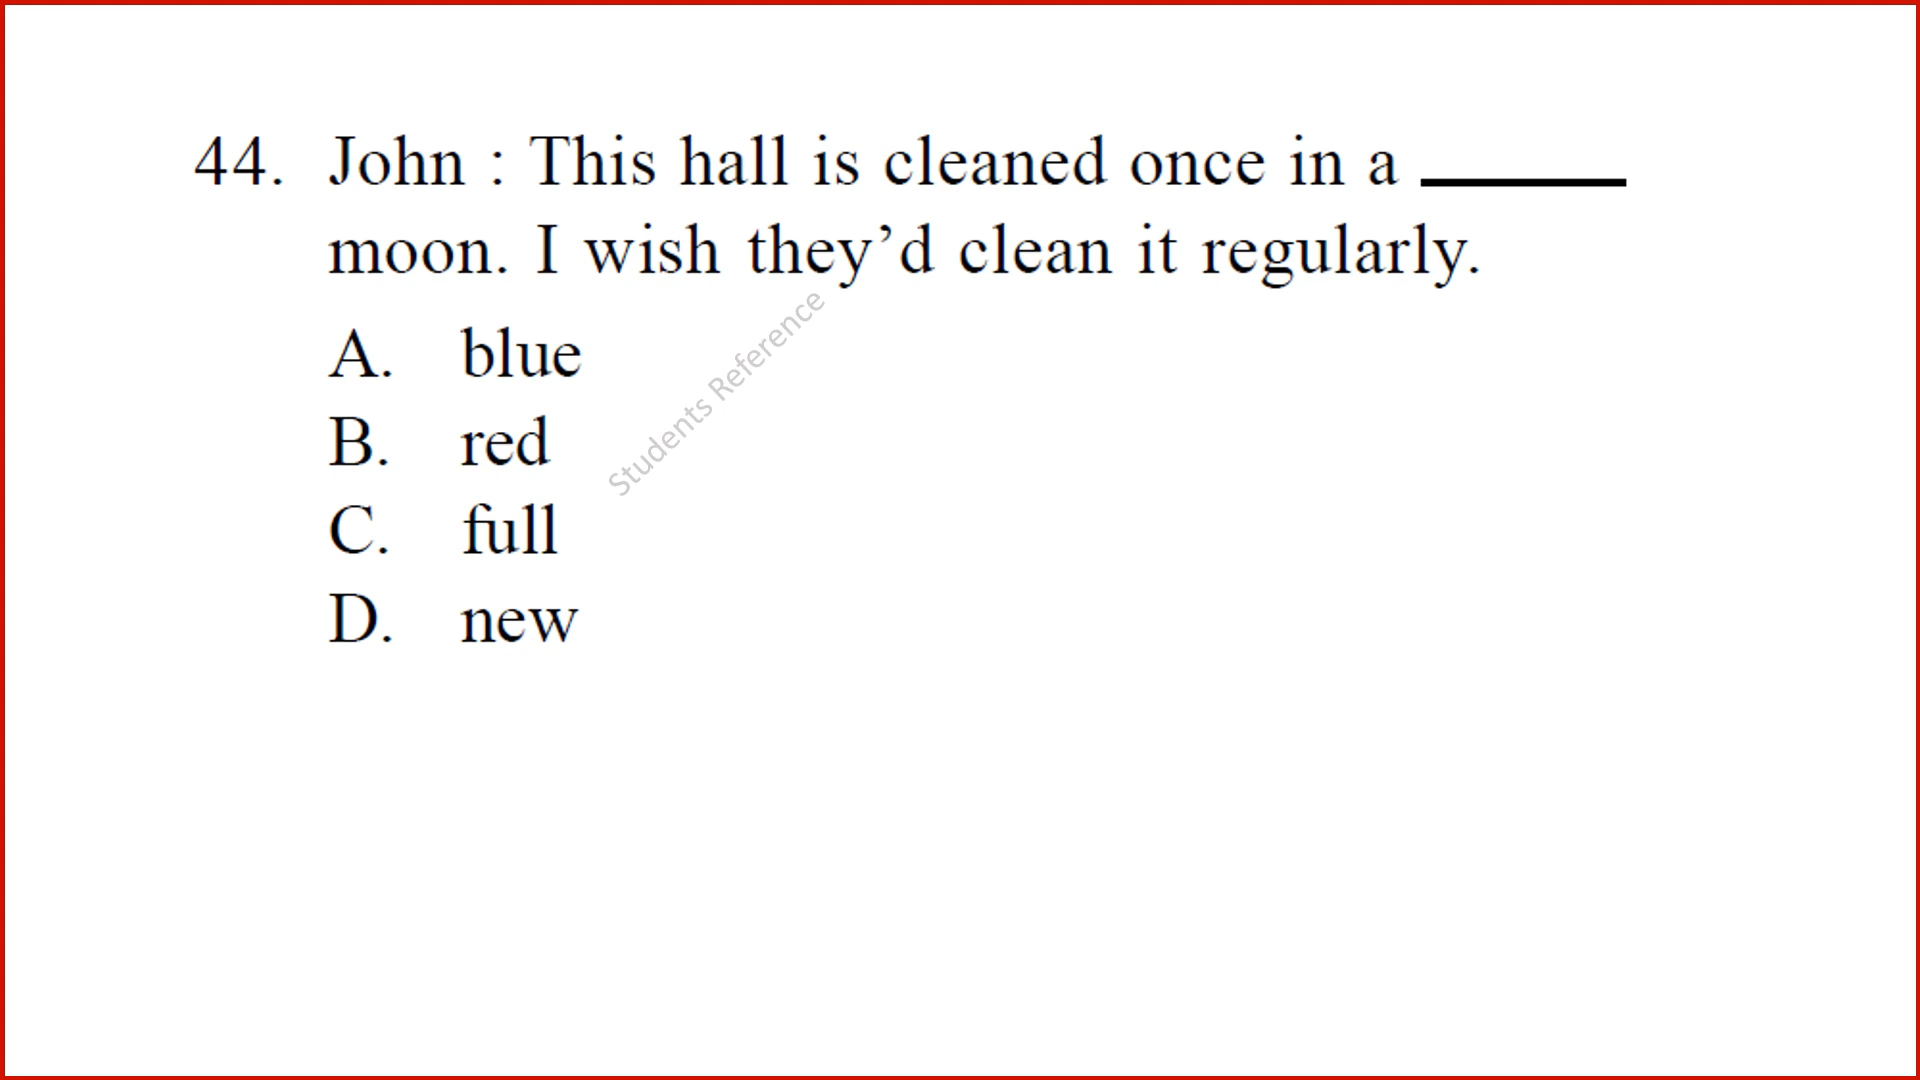 44. John : This hall is cleaned once in a ______
moon. I wish they’d clean it regularly.
A. blue
B. red
C. full
D. new
Students Reference